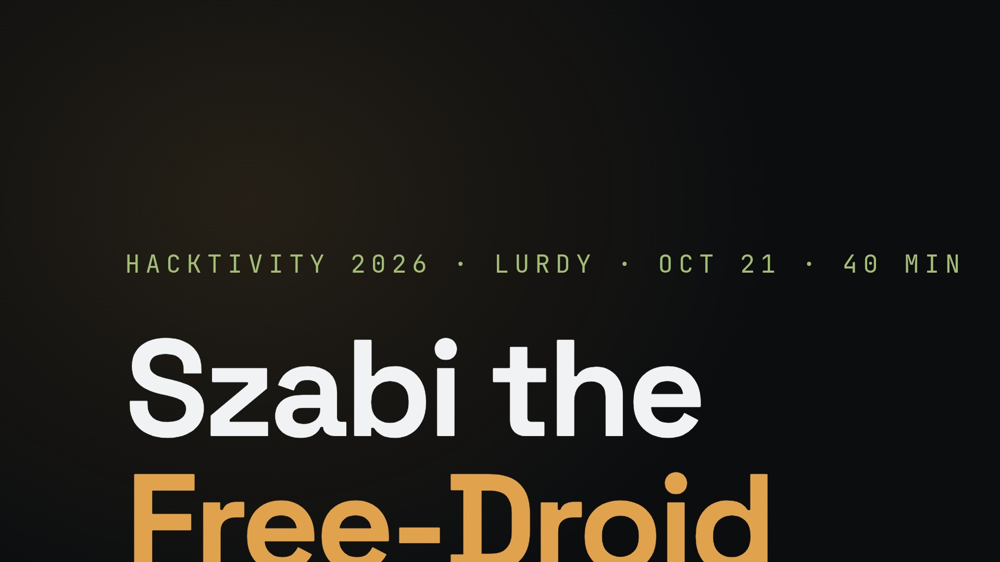 HACKTIVITY 2026 · LURDY · OCT 21 · 40 MIN
Szabi the
Free-Droid